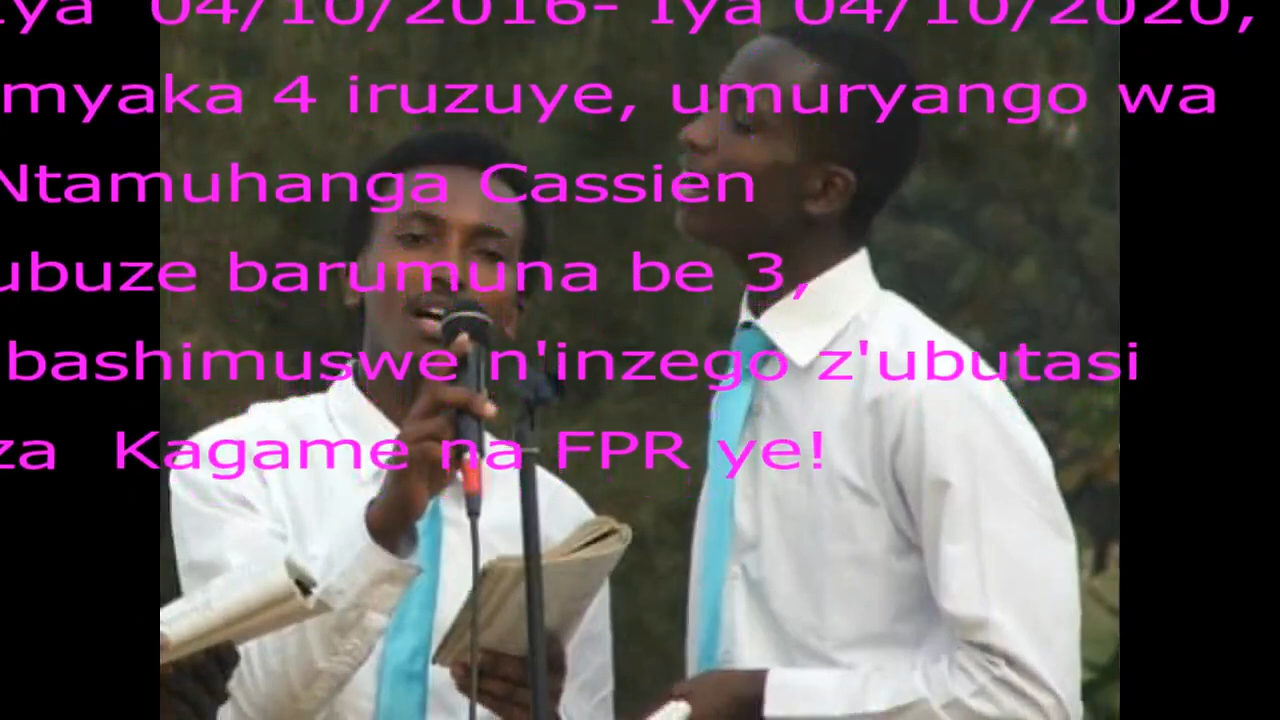 Iya 04/10/2016- Iya 04/10/2020,
myaka 4 iruzuye, umuryango wa
Ntamuhanga Cassien
ubuze barumuna be 3,
bashimuswe n'inzego z'ubutasi
za Kagame na FPR ye!